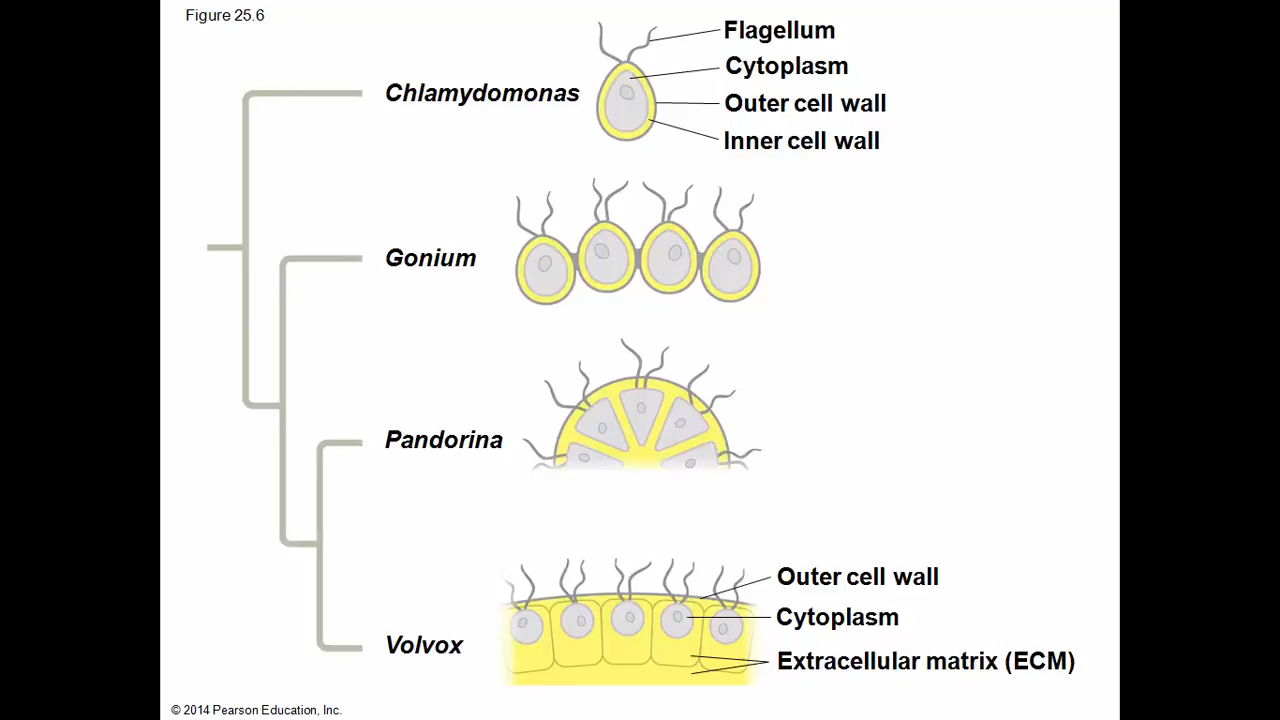 Figure 25.6
Flagellum
Cytoplasm
Chlamydomonas
Outer cell wall
Inner cell wall
Gonium
Pandorina
Outer cell wall
Cytoplasm
Volvox
Extracellular matrix (ECM)
© 2014 Pearson Education, Inc.